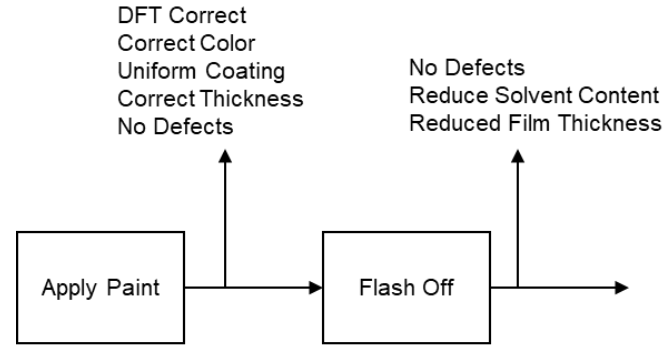 DFT Correct
Correct Color
Uniform Coating
Correct Thickness
No Defects
No Defects
Reduce Solvent Content
Reduced Film Thickness
Apply Paint
Flash Off